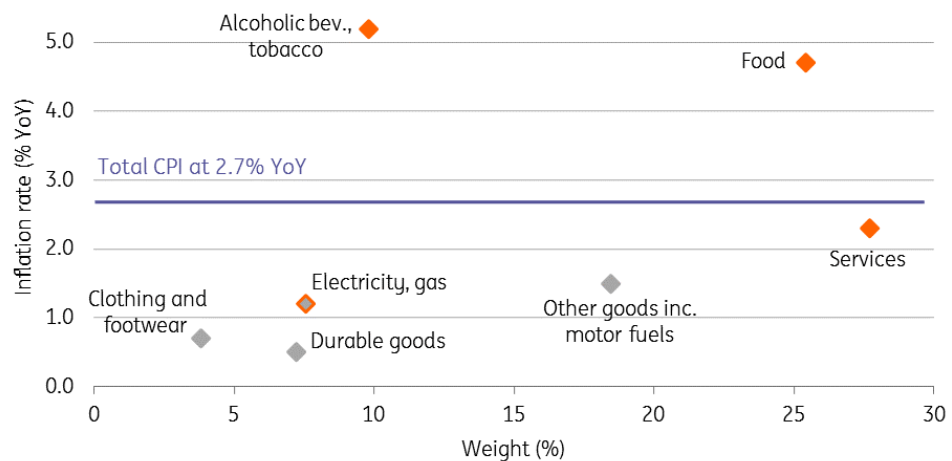 Alcoholic bev.,
tobacco
Food
Total CPI at 2.7% YoY
Services
Electricity, gas
Clothing and
footwear
Durable goods
Other goods inc.
motor fuels
Inflation rate (% YoY)
5.0
4.0
3.0
2.0
1.0
0.0
0 5 10 15 20 25 30
Weight (%)